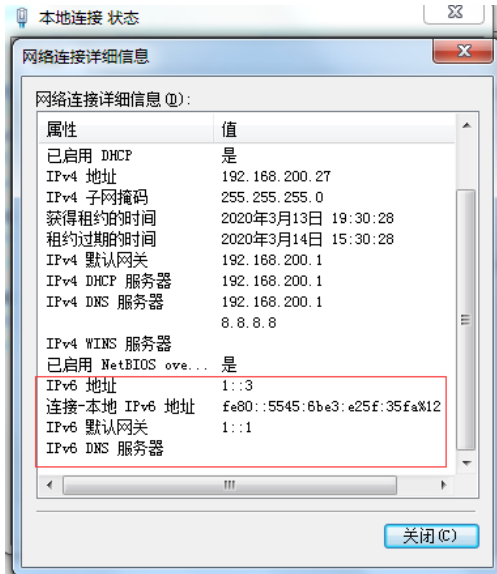 本地连接 状态
网络连接详细信息
网络连接详细信息(D):
属性 值
已启用 DHCP 是
IPv4 地址 192.168.200.27
IPv4 子网掩码 255.255.255.0
获得租约的时间 2020年3月13日 19:30:28
租约过期的时间 2020年3月14日 15:30:28
IPv4 默认网关 192.168.200.1
IPv4 DHCP 服务器 192.168.200.1
IPv4 DNS 服务器 192.168.200.1
8.8.8.8
IPv4 WINS 服务器
已启用 NetBIOS ove... 是
IPv6 地址 1::3
连接-本地 IPv6 地址 fe80::5545:6be3:e25f:35fa%12
IPv6 默认网关 1::1
IPv6 DNS 服务器
关闭(C)